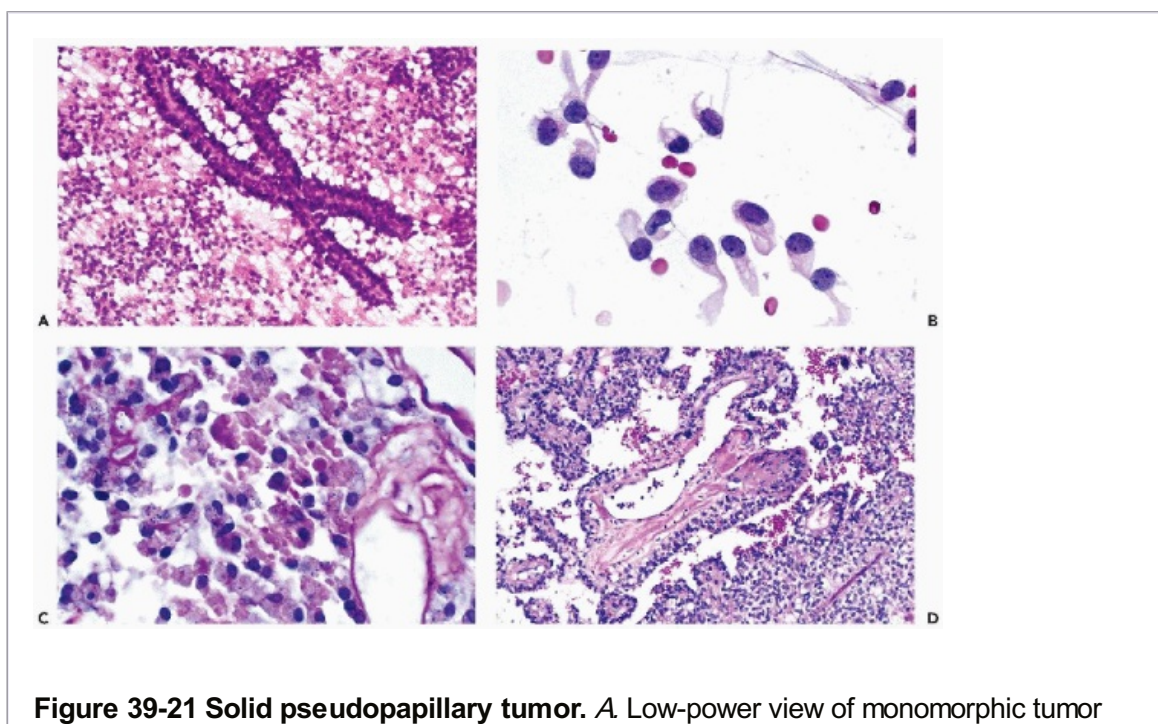 A
B
C
D
Figure 39-21 Solid pseudopapillary tumor. A. Low-power view of monomorphic tumor